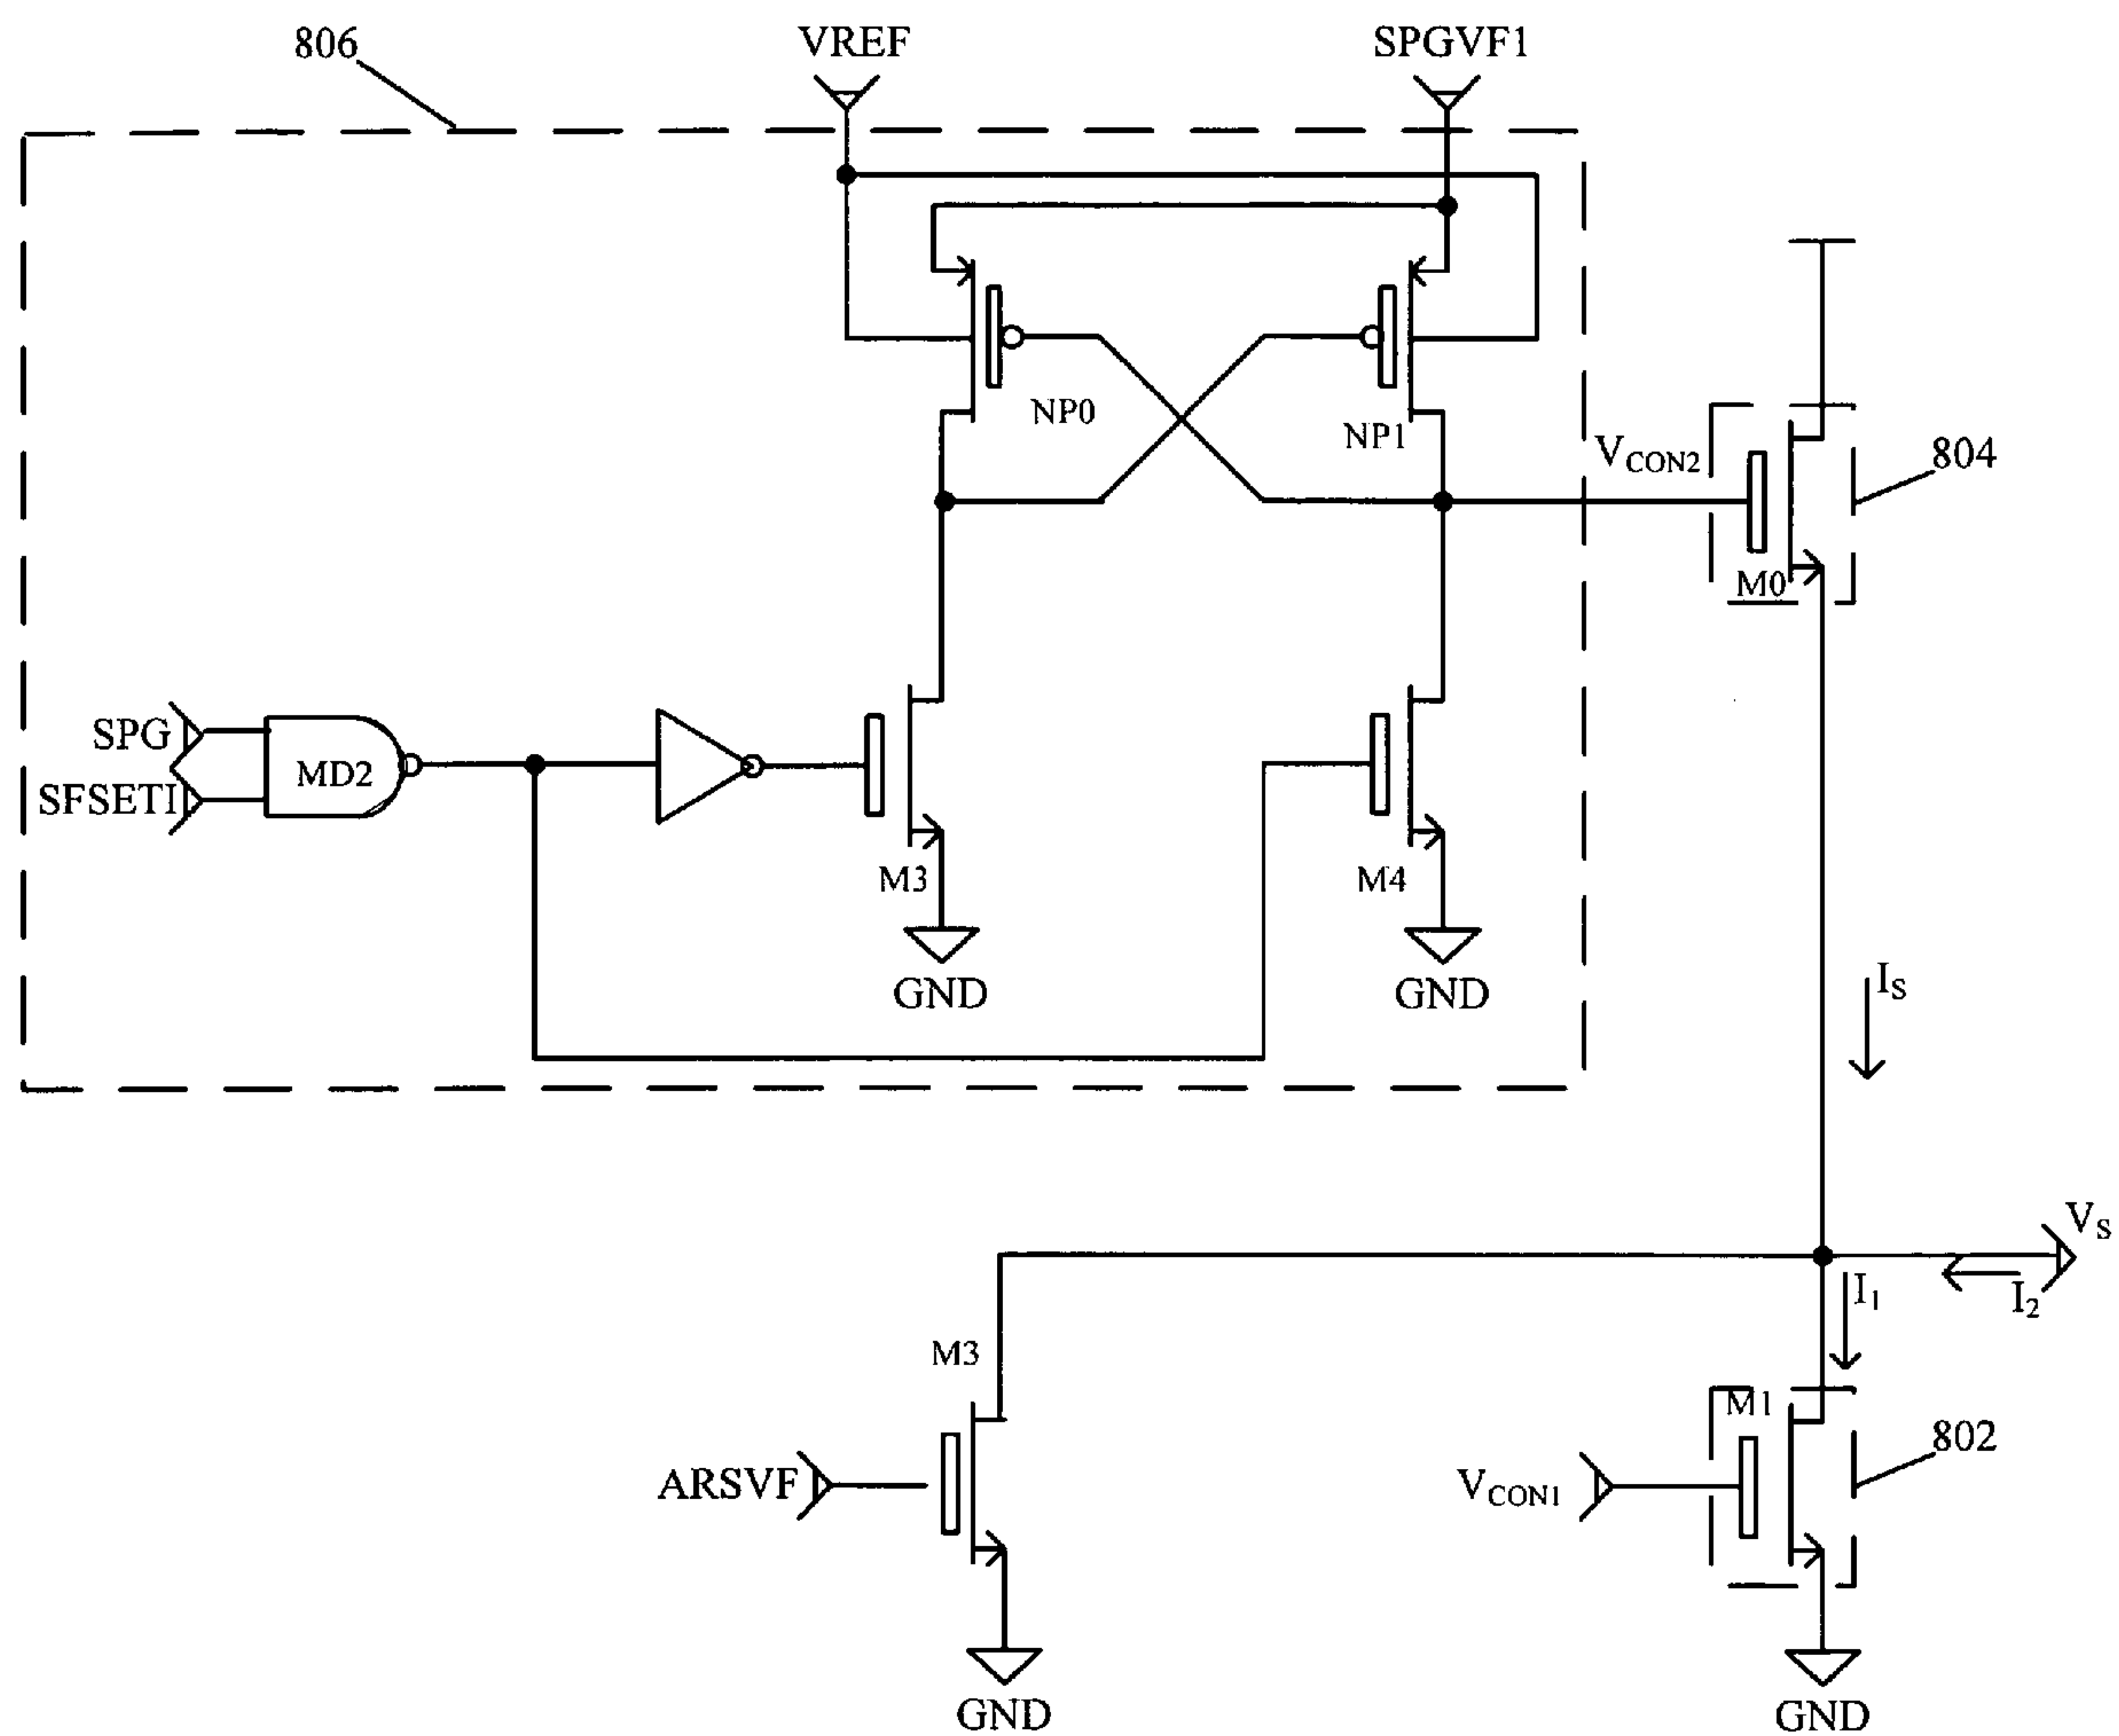 806
VREF
SPGVF1
NP0
NP1
VCON2
804
M0
SPG
MD2
SFSETI
M3
M4
GND
GND
IS
VS
I1
I2
M3
M1
802
ARSVF
VCON1
GND
GND